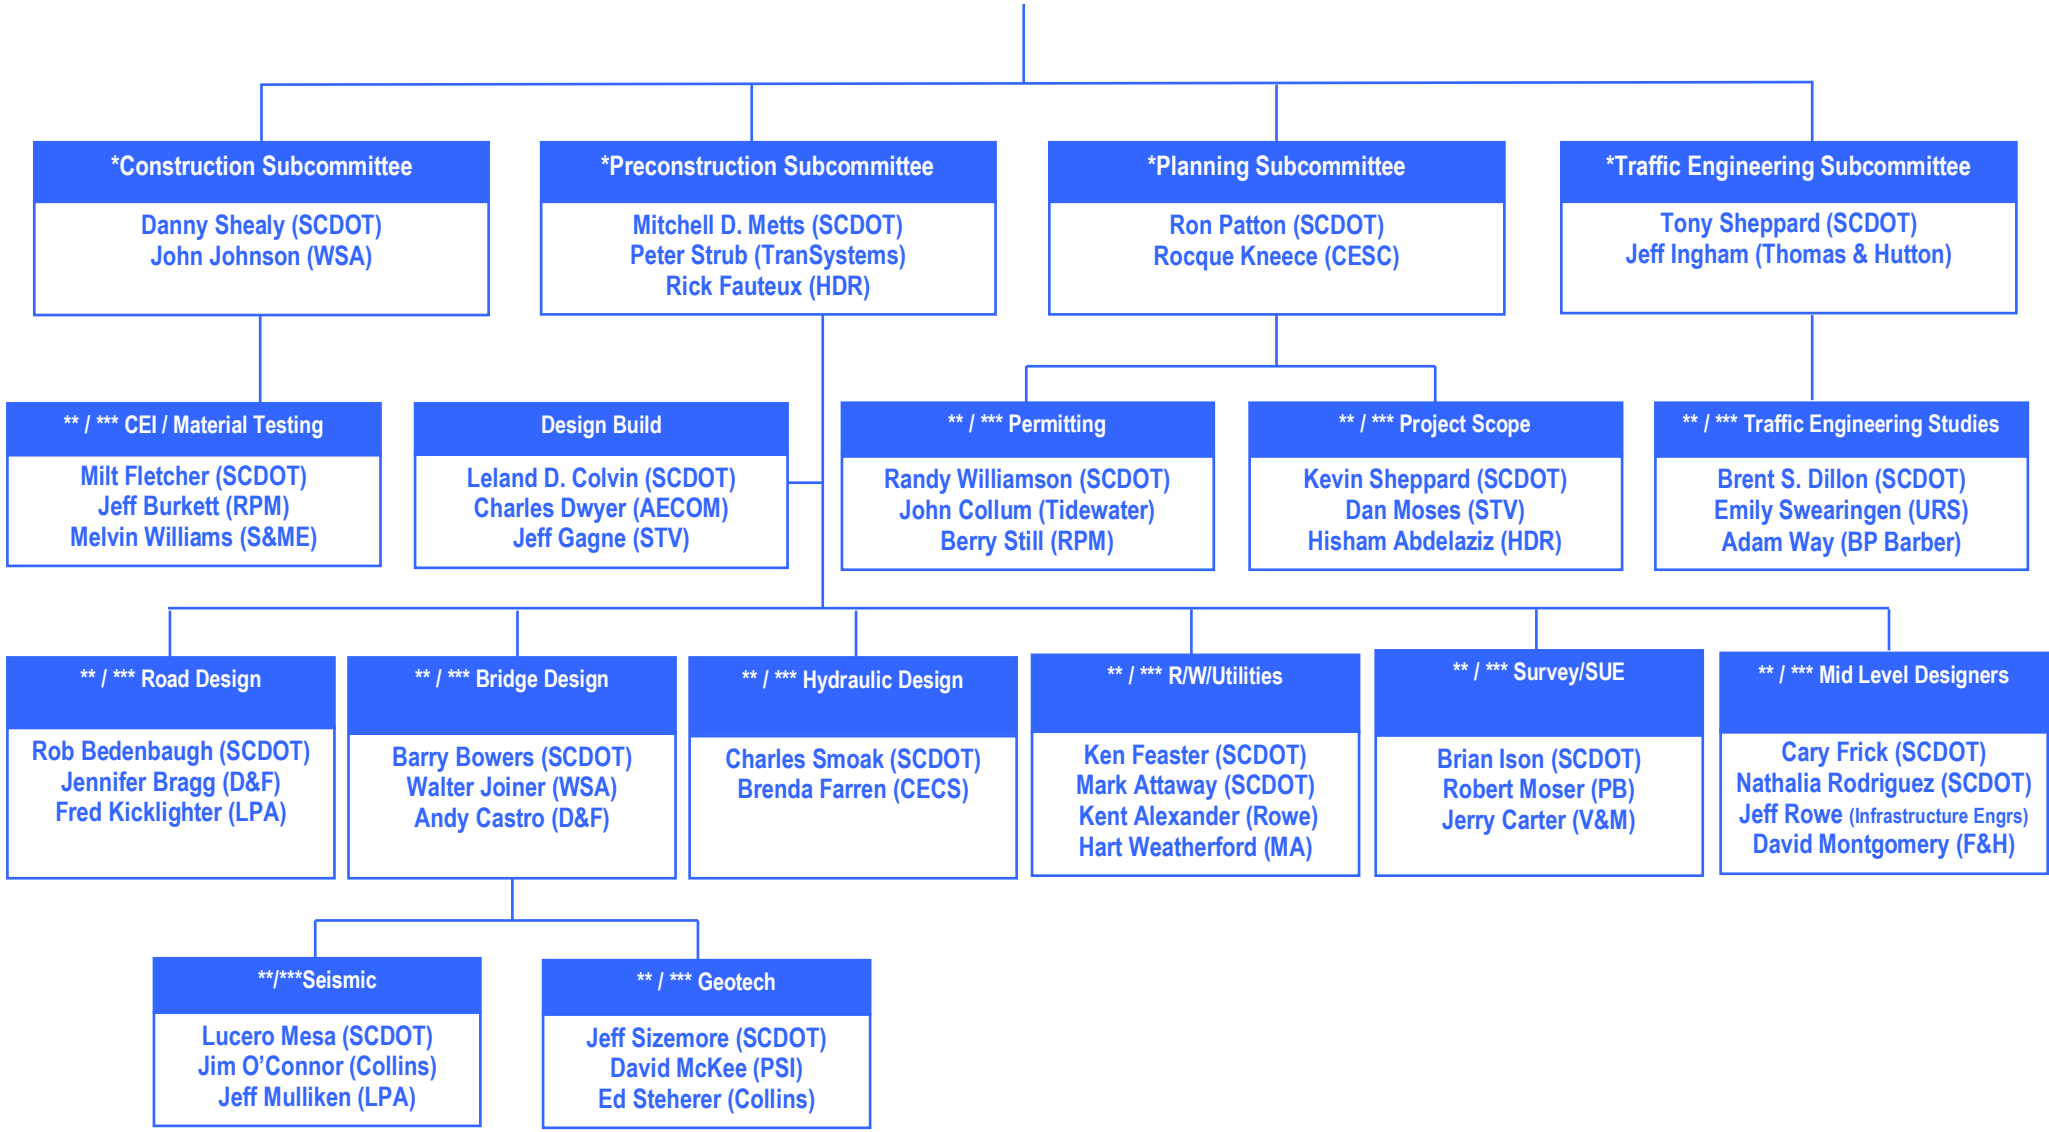 *Construction Subcommittee
Danny Shealy (SCDOT)
John Johnson (WSA)
*Preconstruction Subcommittee
Mitchell D. Metts (SCDOT)
Peter Strub (TranSystems)
Rick Fauteux (HDR)
*Planning Subcommittee
Ron Patton (SCDOT)
Rocque Kneece (CESC)
*Traffic Engineering Subcommittee
Tony Sheppard (SCDOT)
Jeff Ingham (Thomas & Hutton)
** / *** CEI / Material Testing
Milt Fletcher (SCDOT)
Jeff Burkett (RPM)
Melvin Williams (S&ME)
Design Build
Leland D. Colvin (SCDOT)
Charles Dwyer (AECOM)
Jeff Gagne (STV)
** / *** Permitting
Randy Williamson (SCDOT)
John Collum (Tidewater)
Berry Still (RPM)
** / *** Project Scope
Kevin Sheppard (SCDOT)
Dan Moses (STV)
Hisham Abdelaziz (HDR)
** / *** Traffic Engineering Studies
Brent S. Dillon (SCDOT)
Emily Swearingen (URS)
Adam Way (BP Barber)
** / *** Road Design
Rob Bedenbaugh (SCDOT)
Jennifer Bragg (D&F)
Fred Kicklighter (LPA)
** / *** Bridge Design
Barry Bowers (SCDOT)
Walter Joiner (WSA)
Andy Castro (D&F)
** / *** Hydraulic Design
Charles Smoak (SCDOT)
Brenda Farren (CECS)
** / *** R/W/Utilities
Ken Feaster (SCDOT)
Mark Attaway (SCDOT)
Kent Alexander (Rowe)
Hart Weatherford (MA)
** / *** Survey/SUE
Brian Ison (SCDOT)
Robert Moser (PB)
Jerry Carter (V&M)
** / *** Mid Level Designers
Cary Frick (SCDOT)
Nathalia Rodriguez (SCDOT)
Jeff Rowe (Infrastructure Engrs)
David Montgomery (F&H)
**/***Seismic
Lucero Mesa (SCDOT)
Jim O’Connor (Collins)
Jeff Mulliken (LPA)
** / *** Geotech
Jeff Sizemore (SCDOT)
David McKee (PSI)
Ed Steherer (Collins)